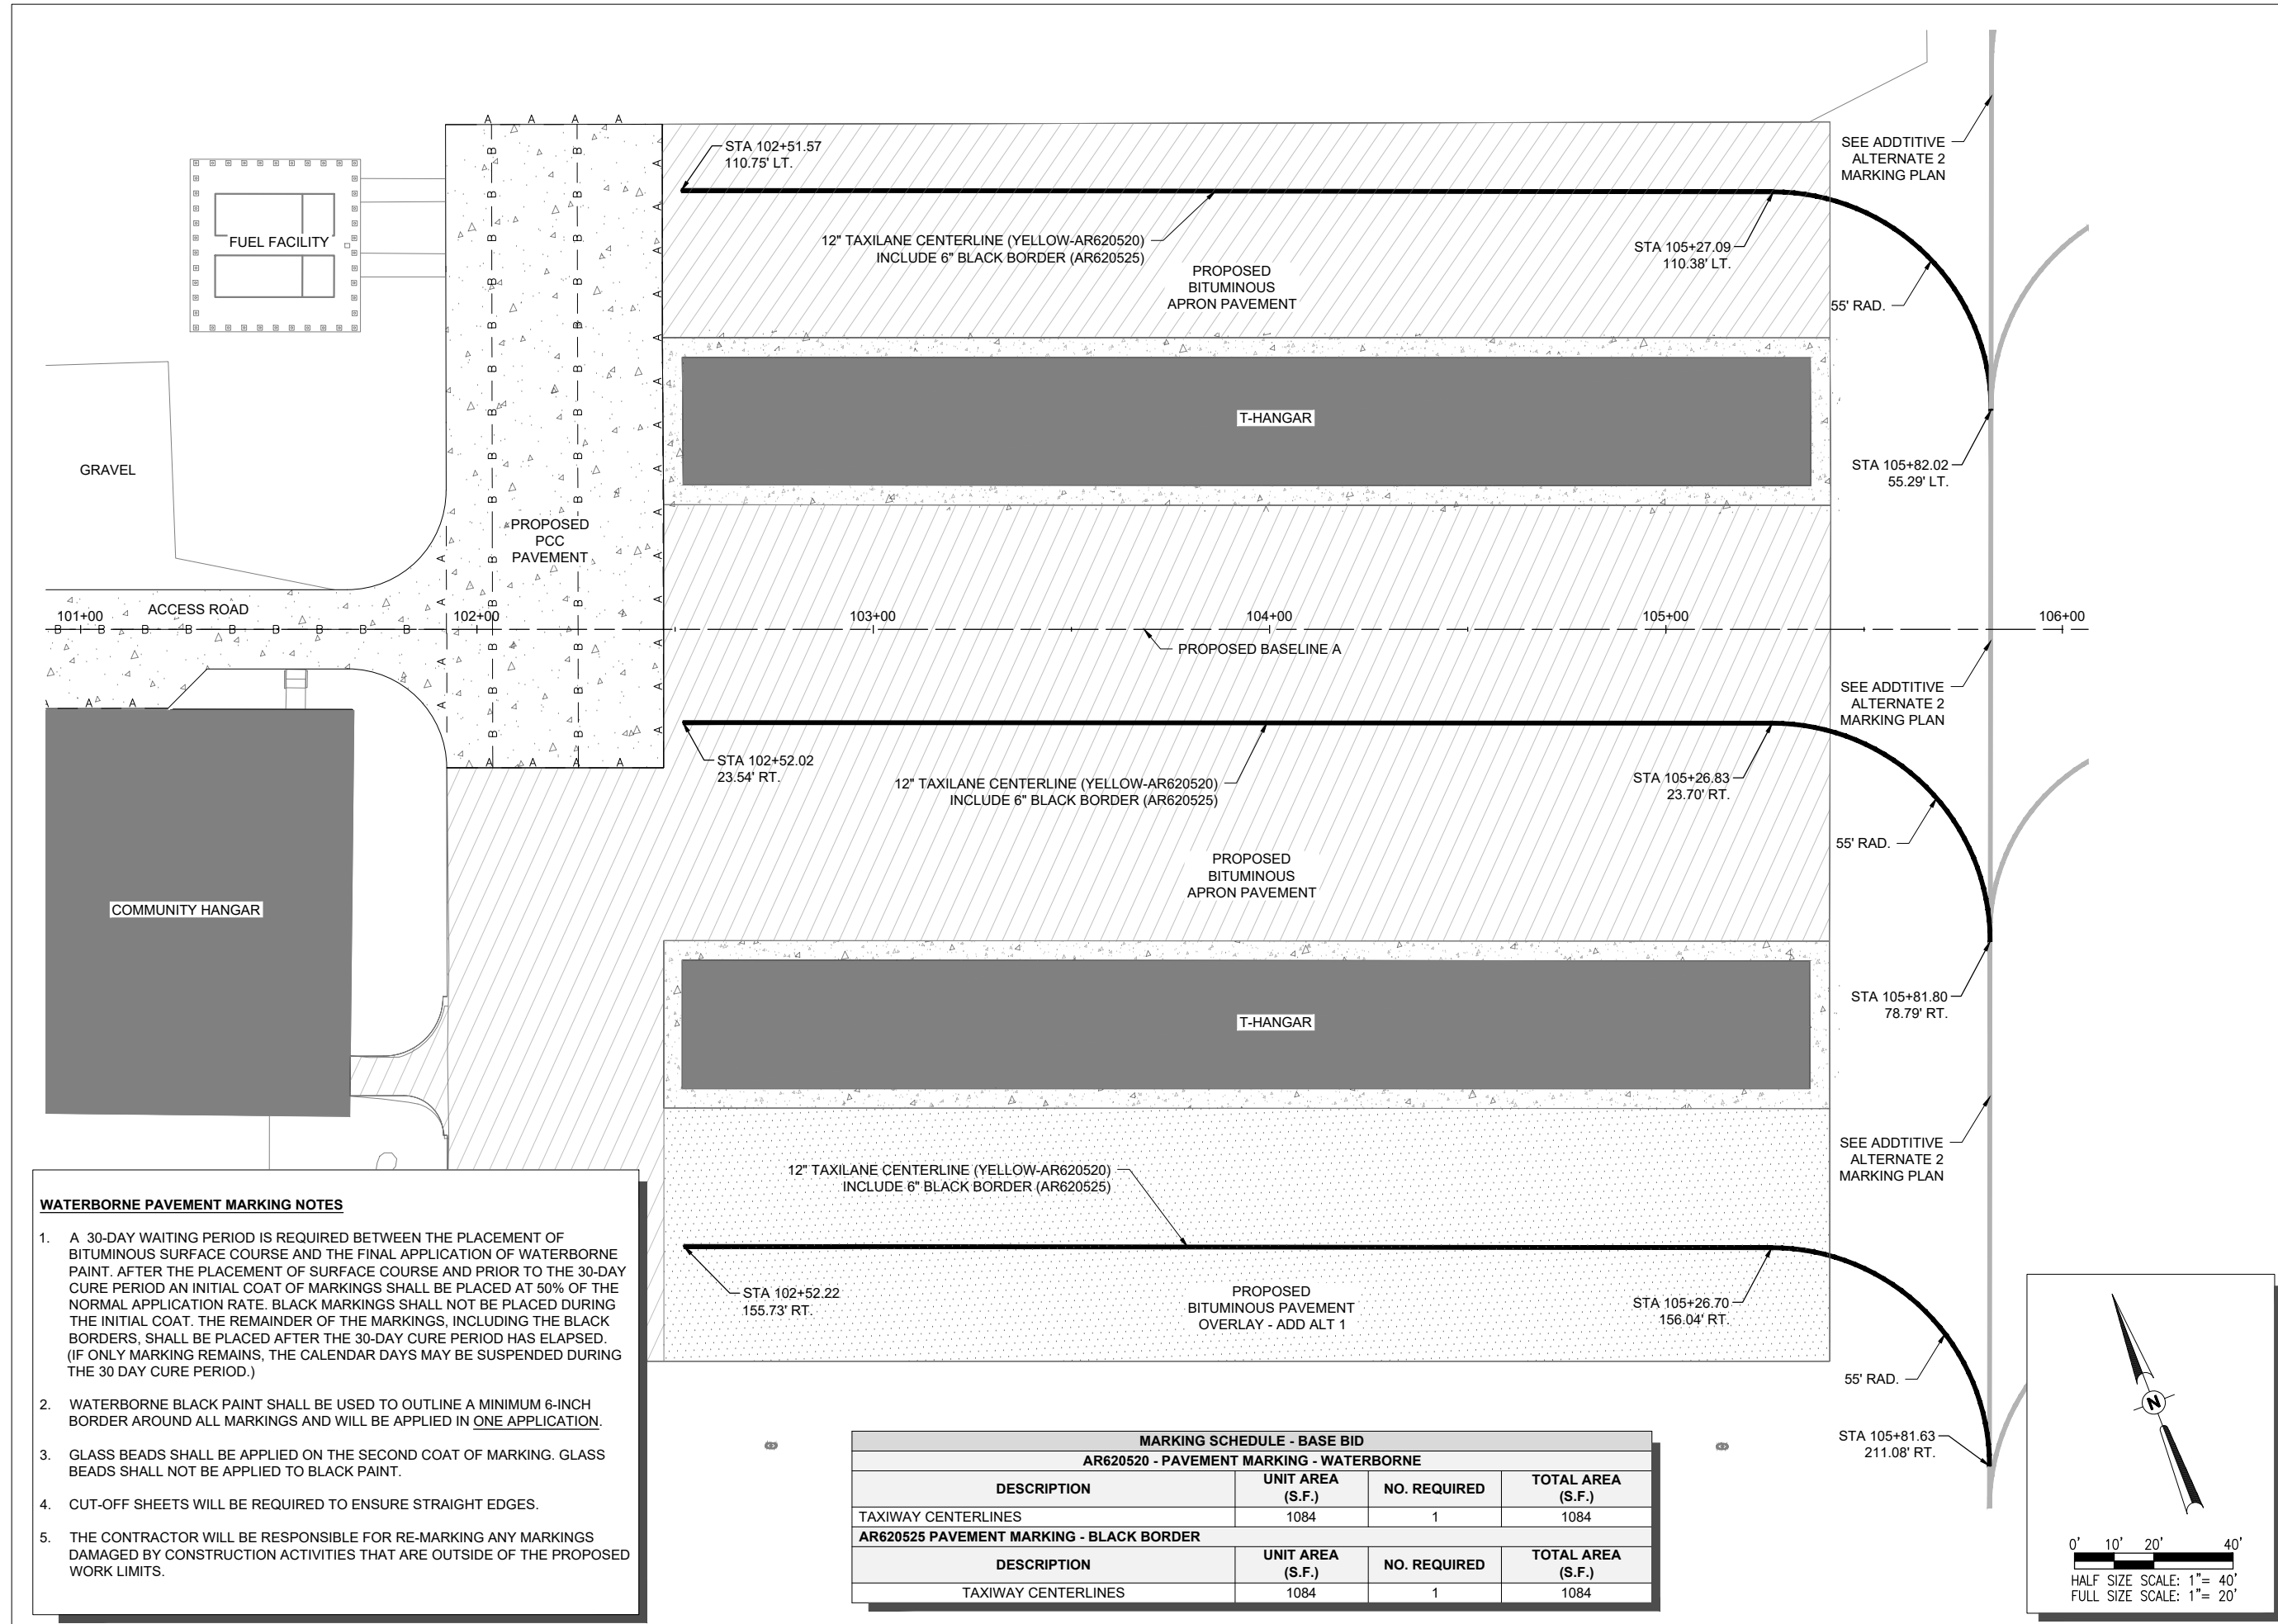 STA 102+51.57
110.75' LT.
SEE ADDTITIVE
ALTERNATE 2
MARKING PLAN
12" TAXILANE CENTERLINE (YELLOW-AR620520)
INCLUDE 6" BLACK BORDER (AR620525)
STA 105+27.09
110.38' LT.
FUEL FACILITY
PROPOSED
BITUMINOUS
APRON PAVEMENT
55' RAD.
T-HANGAR
STA 105+82.02
55.29' LT.
GRAVEL
PROPOSED
PCC
PAVEMENT
ACCESS ROAD
101+00
102+00
103+00
104+00
105+00
106+00
PROPOSED BASELINE A
SEE ADDTITIVE
ALTERNATE 2
MARKING PLAN
STA 102+52.02
23.54' RT.
12" TAXILANE CENTERLINE (YELLOW-AR620520)
INCLUDE 6" BLACK BORDER (AR620525)
STA 105+26.83
23.70' RT.
55' RAD.
PROPOSED
BITUMINOUS
APRON PAVEMENT
COMMUNITY HANGAR
STA 105+81.80
78.79' RT.
T-HANGAR
SEE ADDTITIVE
ALTERNATE 2
MARKING PLAN
12" TAXILANE CENTERLINE (YELLOW-AR620520)
INCLUDE 6" BLACK BORDER (AR620525)
STA 102+52.22
155.73' RT.
PROPOSED
BITUMINOUS PAVEMENT
OVERLAY - ADD ALT 1
STA 105+26.70
156.04' RT.
55' RAD.
STA 105+81.63
211.08' RT.
WATERBORNE PAVEMENT MARKING NOTES
1. A 30-DAY WAITING PERIOD IS REQUIRED BETWEEN THE PLACEMENT OF
BITUMINOUS SURFACE COURSE AND THE FINAL APPLICATION OF WATERBORNE
PAINT. AFTER THE PLACEMENT OF SURFACE COURSE AND PRIOR TO THE 30-DAY
CURE PERIOD AN INITIAL COAT OF MARKINGS SHALL BE PLACED AT 50% OF THE
NORMAL APPLICATION RATE. BLACK MARKINGS SHALL NOT BE PLACED DURING
THE INITIAL COAT. THE REMAINDER OF THE MARKINGS, INCLUDING THE BLACK
BORDERS, SHALL BE PLACED AFTER THE 30-DAY CURE PERIOD HAS ELAPSED.
(IF ONLY MARKING REMAINS, THE CALENDAR DAYS MAY BE SUSPENDED DURING
THE 30 DAY CURE PERIOD.)
2. WATERBORNE BLACK PAINT SHALL BE USED TO OUTLINE A MINIMUM 6-INCH
BORDER AROUND ALL MARKINGS AND WILL BE APPLIED IN ONE APPLICATION.
3. GLASS BEADS SHALL BE APPLIED ON THE SECOND COAT OF MARKING. GLASS
BEADS SHALL NOT BE APPLIED TO BLACK PAINT.
4. CUT-OFF SHEETS WILL BE REQUIRED TO ENSURE STRAIGHT EDGES.
5. THE CONTRACTOR WILL BE RESPONSIBLE FOR RE-MARKING ANY MARKINGS
DAMAGED BY CONSTRUCTION ACTIVITIES THAT ARE OUTSIDE OF THE PROPOSED
WORK LIMITS.
MARKING SCHEDULE - BASE BID
AR620520 - PAVEMENT MARKING - WATERBORNE
DESCRIPTION UNIT AREA (S.F.) NO. REQUIRED TOTAL AREA (S.F.)
TAXIWAY CENTERLINES 1084 1 1084
AR620525 PAVEMENT MARKING - BLACK BORDER
DESCRIPTION UNIT AREA (S.F.) NO. REQUIRED TOTAL AREA (S.F.)
TAXIWAY CENTERLINES 1084 1 1084
N
0' 10' 20' 40'
HALF SIZE SCALE: 1"= 40'
FULL SIZE SCALE: 1"= 20'